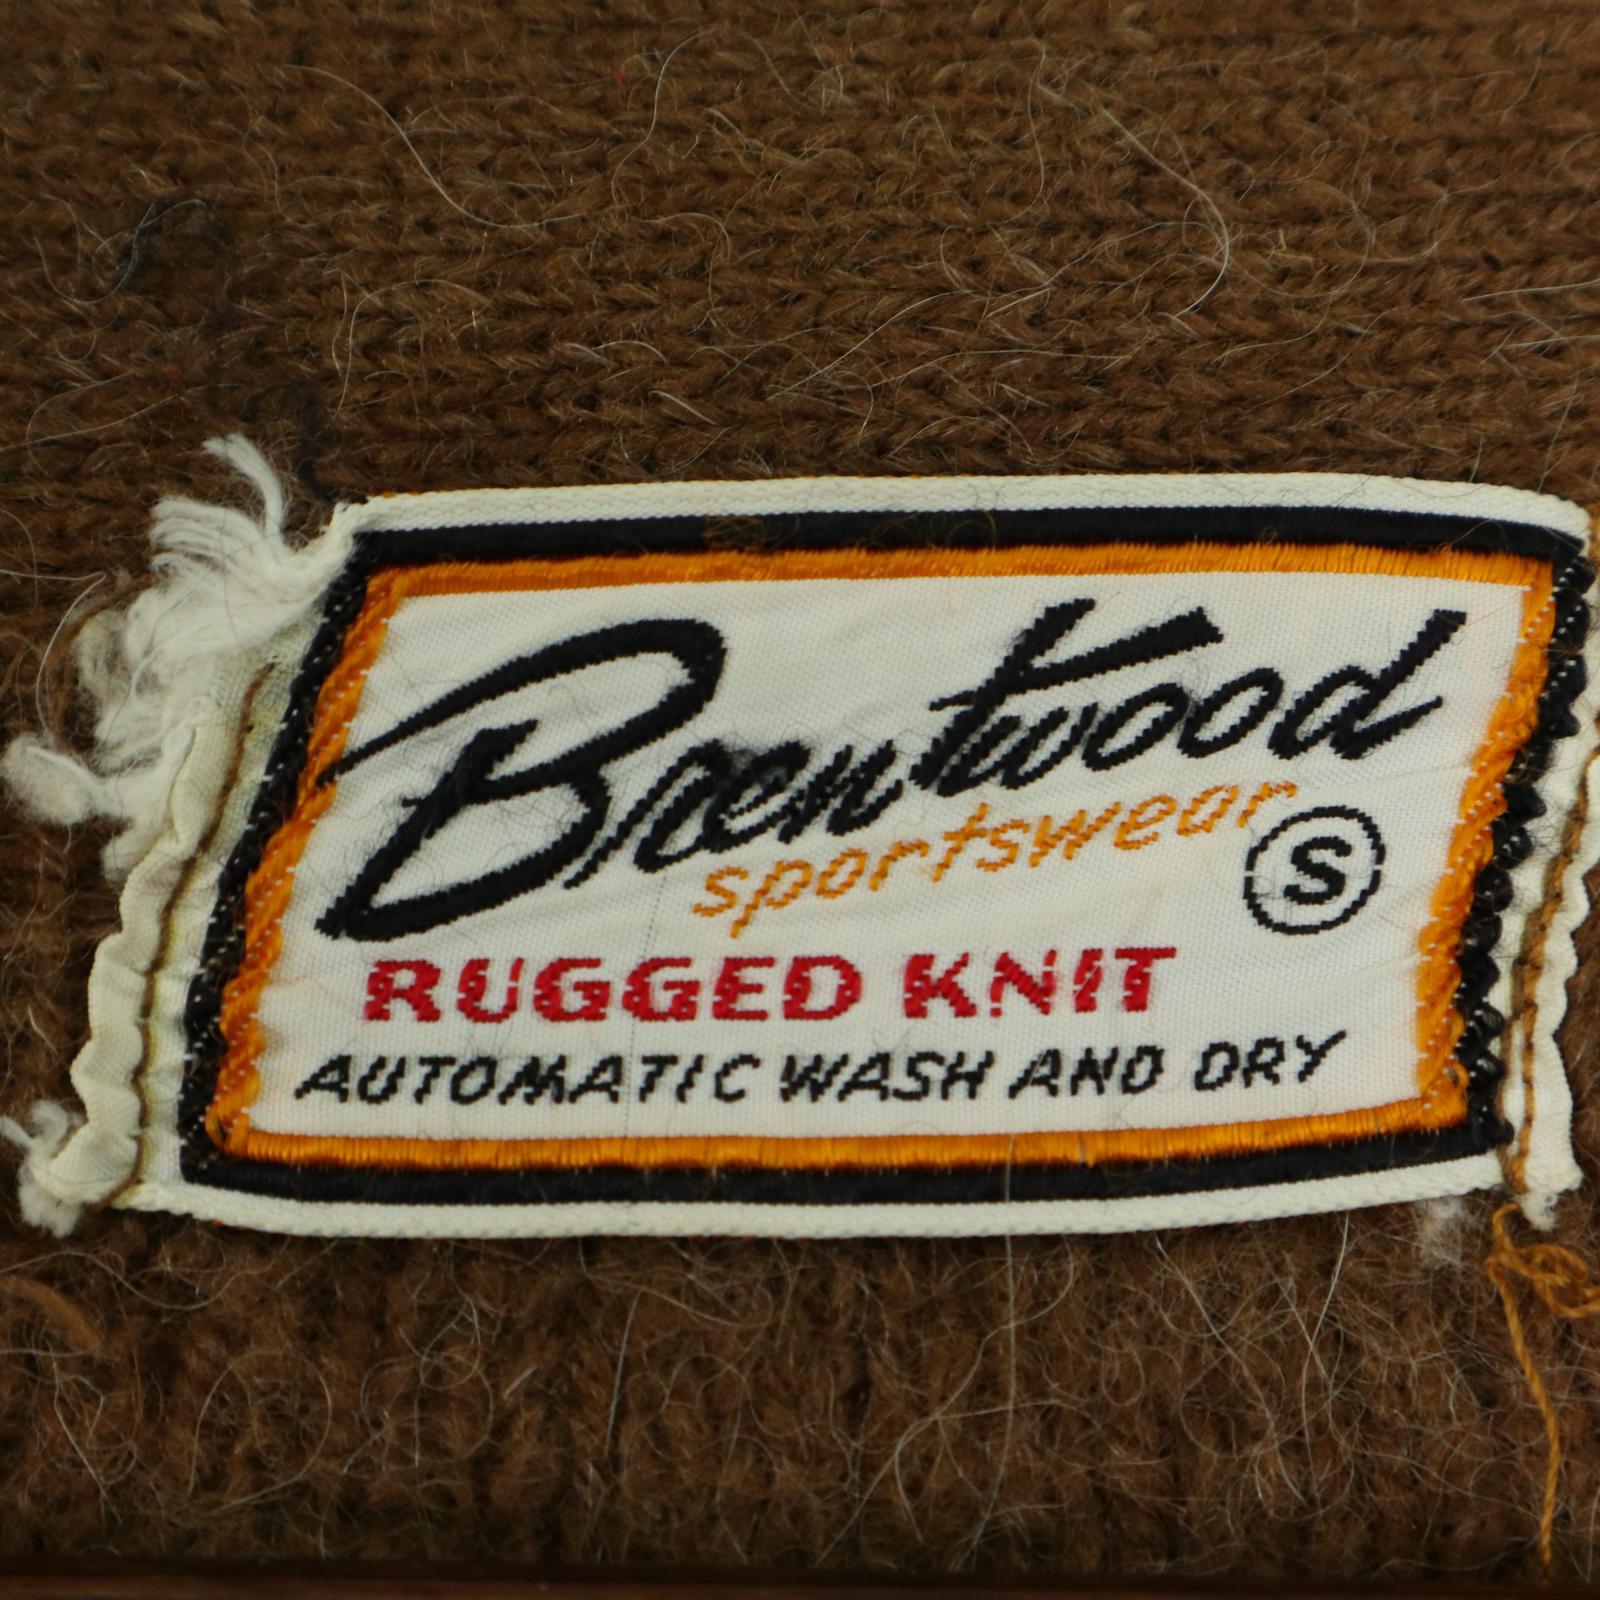 Brentwood
sportswear
S
RUGGED KNIT
AUTOMATIC WASH AND DRY